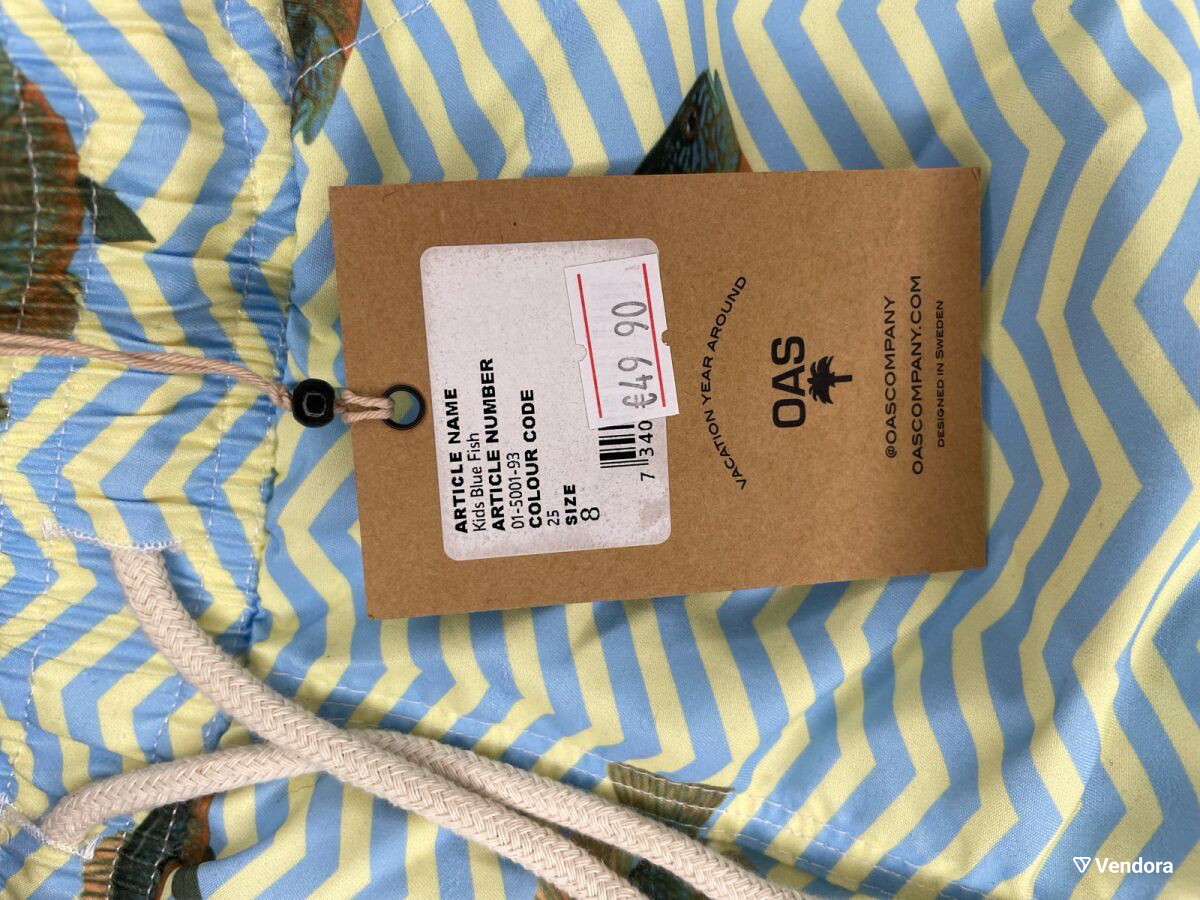 ARTICLE NAME
Kids Blue Fish
ARTICLE NUMBER
01-5001-93
COLOUR CODE
25
SIZE
8
7 340
€49 90
VACATION YEAR AROUND
OAS
@OASCOMPANY
OASCOMPANY.COM
DESIGNED IN SWEDEN
Vendora